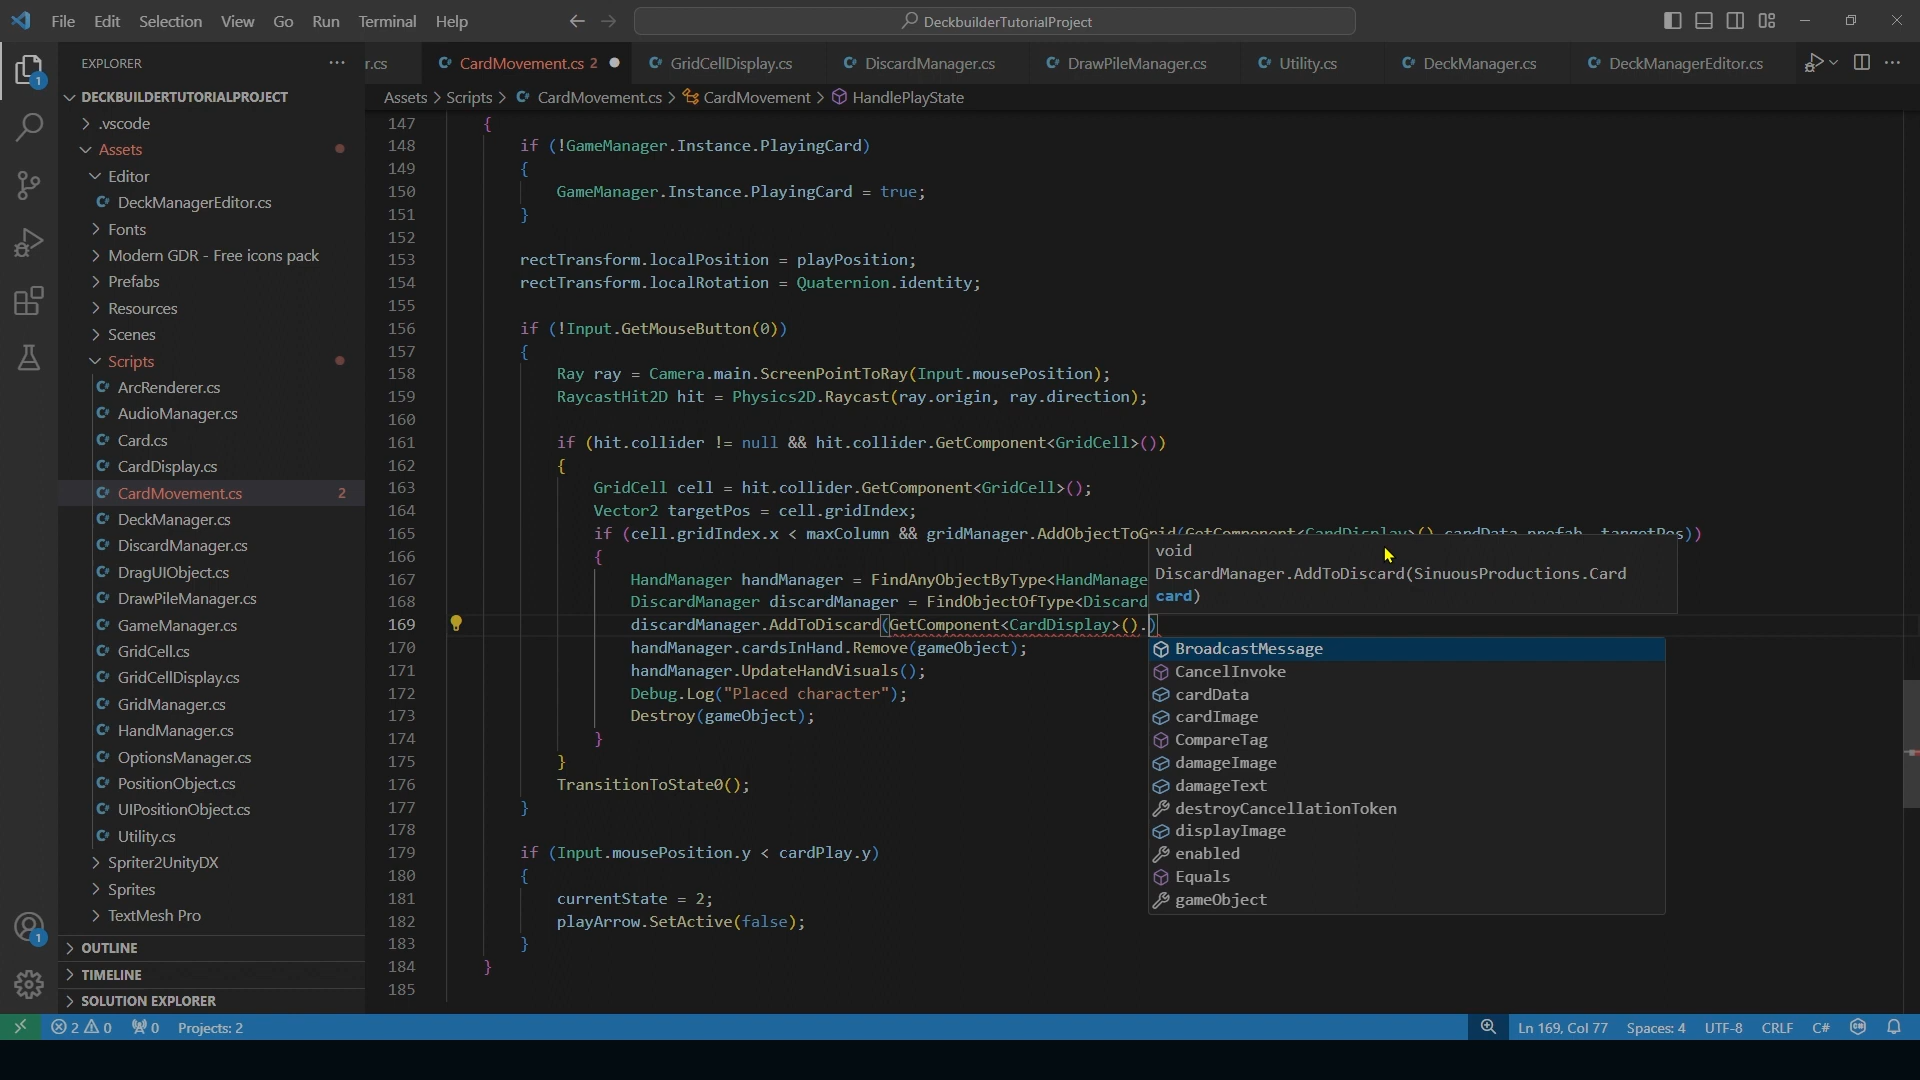 File Edit Selection View Go Run Terminal Help
DeckbuilderTutorialProject
EXPLORER
r.cs CardMovement.cs 2 GridCellDisplay.cs DiscardManager.cs DrawPileManager.cs Utility.cs DeckManager.cs DeckManagerEditor.cs
Assets > Scripts > CardMovement.cs > CardMovement > HandlePlayState
1
DECKBUILDERTUTORIALPROJECT
.vscode
Assets
Editor
DeckManagerEditor.cs
Fonts
Modern GDR - Free icons pack
Prefabs
Resources
Scenes
Scripts
ArcRenderer.cs
AudioManager.cs
Card.cs
CardDisplay.cs
CardMovement.cs 2
DeckManager.cs
DiscardManager.cs
DragUIObject.cs
DrawPileManager.cs
GameManager.cs
GridCell.cs
GridCellDisplay.cs
GridManager.cs
HandManager.cs
OptionsManager.cs
PositionObject.cs
UIPositionObject.cs
Utility.cs
Spriter2UnityDX
Sprites
TextMesh Pro
OUTLINE
TIMELINE
SOLUTION EXPLORER
1
147 {
148 if (!GameManager.Instance.PlayingCard)
149 {
150 GameManager.Instance.PlayingCard = true;
151 }
152
153 rectTransform.localPosition = playPosition;
154 rectTransform.localRotation = Quaternion.identity;
155
156 if (!Input.GetMouseButton(0))
157 {
158 Ray ray = Camera.main.ScreenPointToRay(Input.mousePosition);
159 RaycastHit2D hit = Physics2D.Raycast(ray.origin, ray.direction);
160
161 if (hit.collider != null && hit.collider.GetComponent<GridCell>())
162 {
163 GridCell cell = hit.collider.GetComponent<GridCell>();
164 Vector2 targetPos = cell.gridIndex;
165 if (cell.gridIndex.x < maxColumn && gridManager.AddObjectToGrid(GetComponent<CardDisplay>().cardData.prefab, targetPos))
166 {
167 HandManager handManager = FindAnyObjectByType<HandManage
168 DiscardManager discardManager = FindObjectOfType<Discard
169 discardManager.AddToDiscard(GetComponent<CardDisplay>().)
170 handManager.cardsInHand.Remove(gameObject);
171 handManager.UpdateHandVisuals();
172 Debug.Log("Placed character");
173 Destroy(gameObject);
174 }
175 }
176 TransitionToState0();
177 }
178
179 if (Input.mousePosition.y < cardPlay.y)
180 {
181 currentState = 2;
182 playArrow.SetActive(false);
183 }
184 }
185
void
DiscardManager.AddToDiscard(SinuousProductions.Card
card)
BroadcastMessage
CancelInvoke
cardData
cardImage
CompareTag
damageImage
damageText
destroyCancellationToken
displayImage
enabled
Equals
gameObject
2 0 0 Projects: 2 Ln 169, Col 77 Spaces: 4 UTF-8 CRLF C#